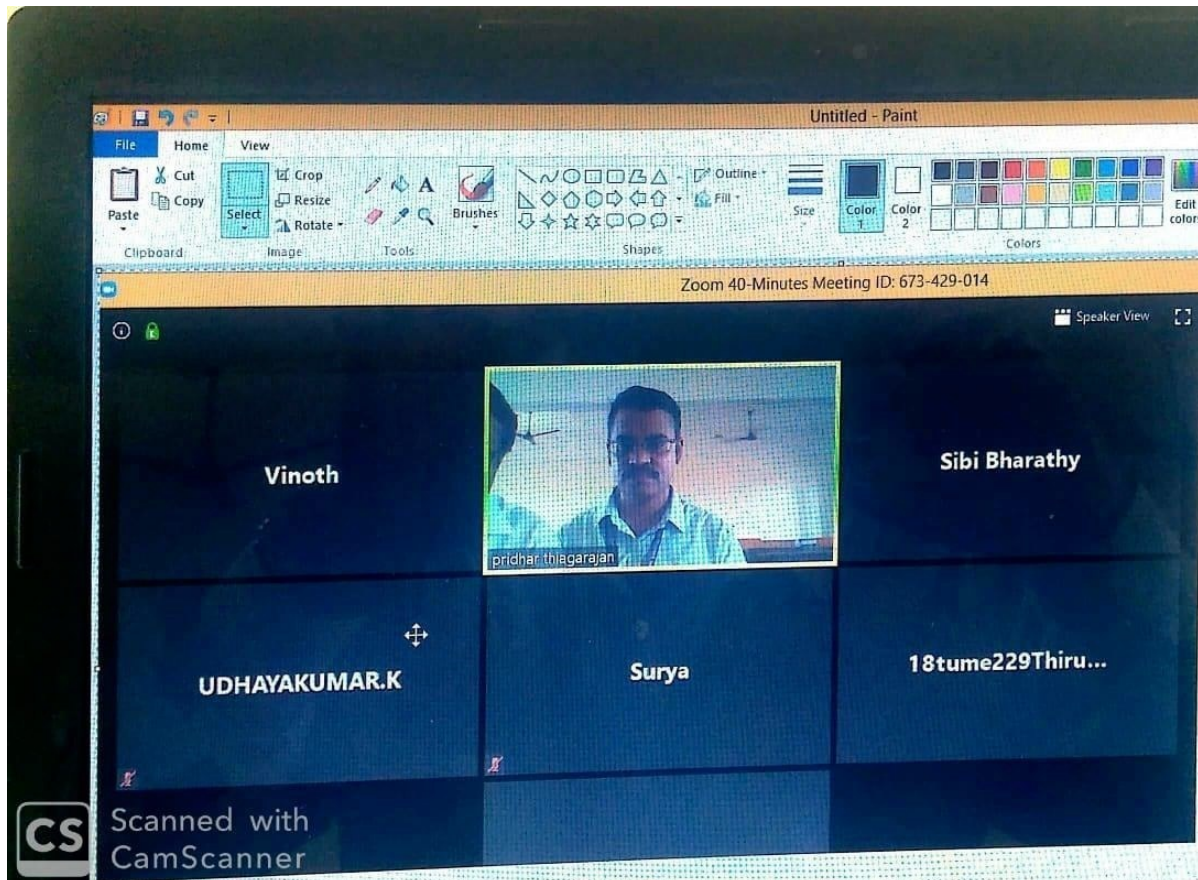 Untitled - Paint
File Home View
Paste
Cut
Copy
Clipboard
Select
Crop
Resize
Rotate
Image
A
Tools
Brushes
Outline
Fill
Shapes
Size
Color 1
Color 2
Edit colors
Colors
Zoom 40-Minutes Meeting ID: 673-429-014
Speaker View
Vinoth
pridhar thiagarajan
Sibi Bharathy
UDHAYAKUMAR.K
Surya
18tume229Thiru...
CS
Scanned with
CamScanner